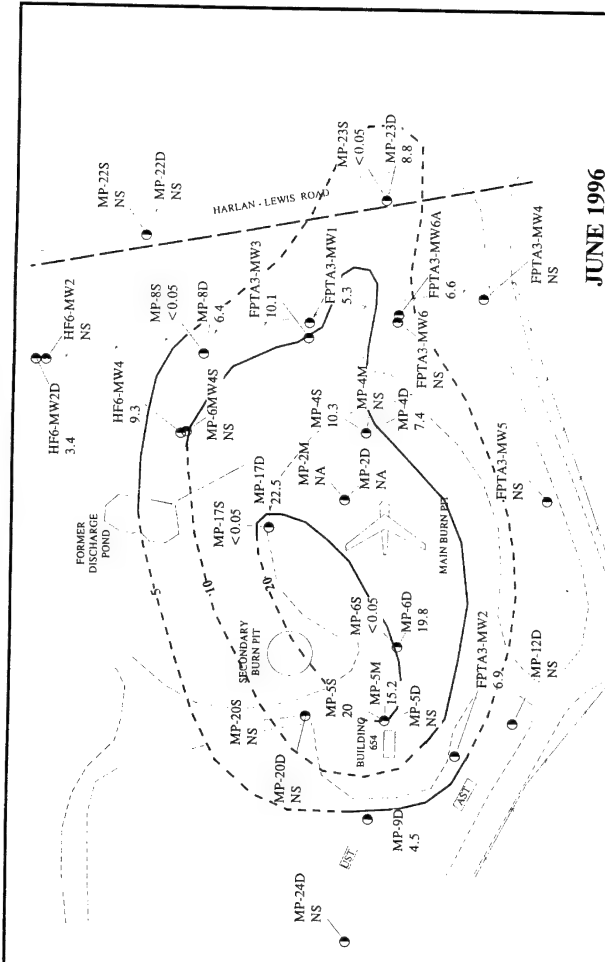 HF6-MW2D
3.4
HF6-MW2
NS
MP-22S
NS
MP-22D
NS
HARLAN - LEWIS ROAD
MP-23S
<0.05
MP-23D
8.8
HF6-MW4
9.3
MP-6MW4S
NS
MP-8S
<0.05
MP-8D
6.4
FPTA3-MW3
10.1
FPTA3-MW1
5.3
FPTA3-MW6A
6.6
FPTA3-MW6
NS
FPTA3-MW4
NS
FORMER
DISCHARGE
POND
MP-17S
<0.05
MP-17D
22.5
MP-2M
NA
MP-2D
NA
MP-4S
10.3
MP-4M
NS
MP-4D
7.4
FPTA3-MW5
NS
5
10
20
SECONDARY
BURN PIT
MAIN BURN PIT
MP-6S
<0.05
MP-6D
19.8
MP-20S
NS
MP-20D
NS
MP-5S
20
MP-5M
15.2
MP-5D
NS
BUILDING
654
FPTA3-MW2
6.9
MP-12D
NS
MP-9D
4.5
UST
AST
MP-24D
NS
JUNE 1996